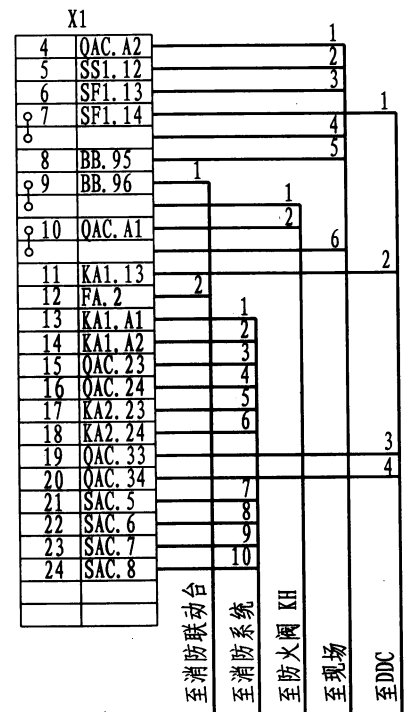 X1
4 QAC.A2 1
5 SS1.12 2
6 SF1.13 3
7 SF1.14 1
4
8 BB.95 5
9 BB.96 1
1
10 QAC.A1 2
6
11 KA1.13 2
12 FA.2 2
13 KA1.A1 1
14 KA1.A2 2
15 QAC.23 3
16 QAC.24 4
17 KA2.23 5
18 KA2.24 6
19 QAC.33 3
20 QAC.34 4
21 SAC.5 7
22 SAC.6 8
23 SAC.7 9
24 SAC.8 10
至消防联动台
至消防系统
至防火阀 KH
至现场
至DDC